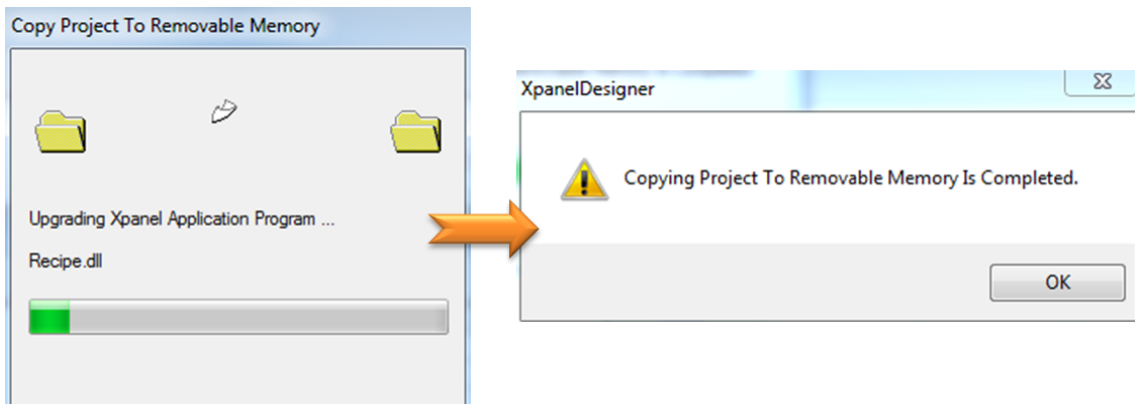 Copy Project To Removable Memory
Upgrading Xpanel Application Program ...
Recipe.dll
XpanelDesigner
Copying Project To Removable Memory Is Completed.
OK